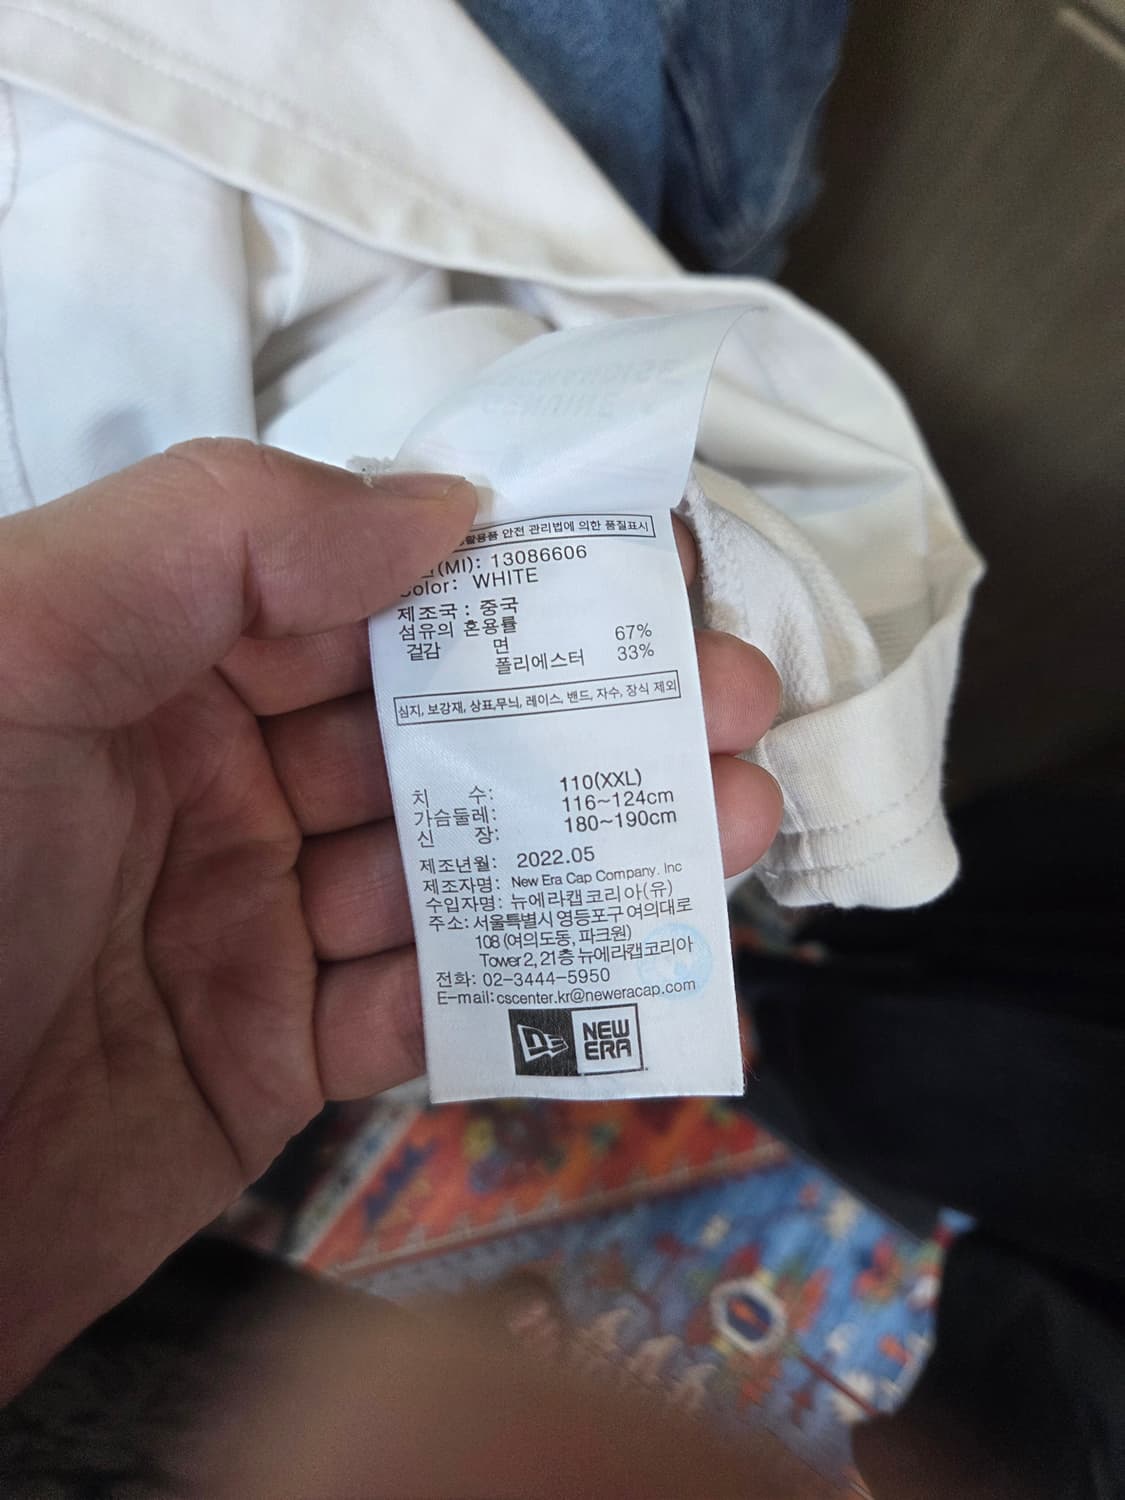 활용품 안전 관리법에 의한 품질표시
(MI): 13086606
Color: WHITE
제조국 : 중국
섬유의 혼용률
겉감 면 67%
폴리에스터 33%
심지, 보강재, 상표,무늬, 레이스, 밴드, 자수, 장식 제외
치 수: 110(XXL)
가슴둘레: 116~124cm
신 장: 180~190cm
제조년월: 2022.05
제조자명: New Era Cap Company. Inc
수입자명: 뉴에라캡코리아(유)
주소: 서울특별시 영등포구 여의대로
108 (여의도동, 파크원)
Tower 2, 21층 뉴에라캡코리아
전화: 02-3444-5950
E-mail:cscenter.kr@neweracap.com
NEW
ERA